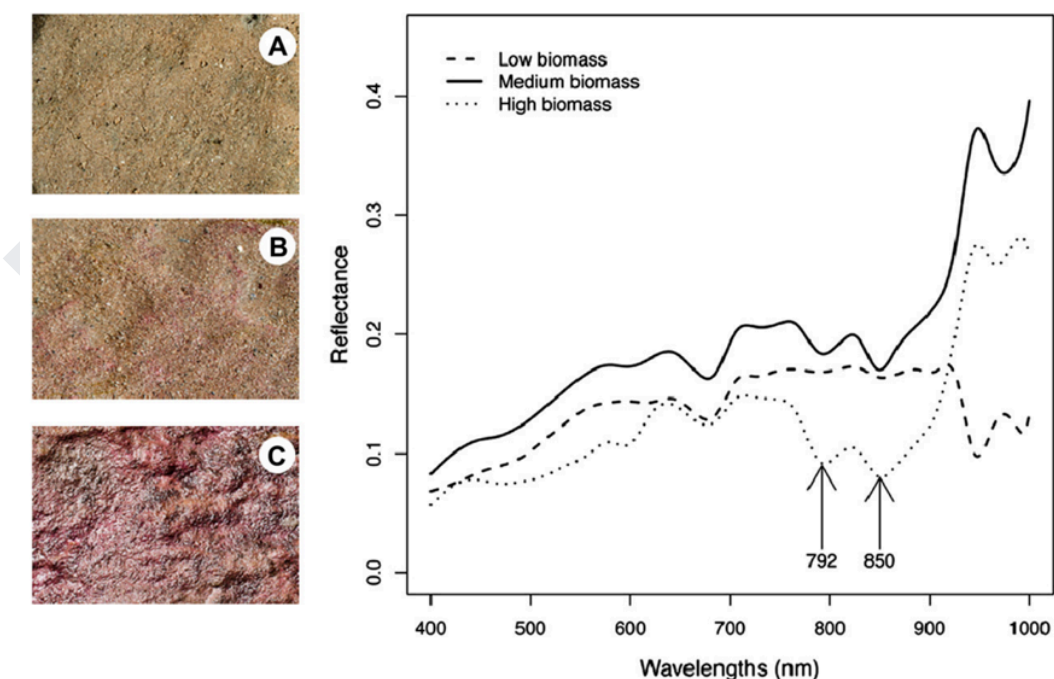 A
B
C
Low biomass
Medium biomass
High biomass
Reflectance
0.4
0.3
0.2
0.1
0.0
792
850
400
500
600
700
800
900
1000
Wavelengths (nm)